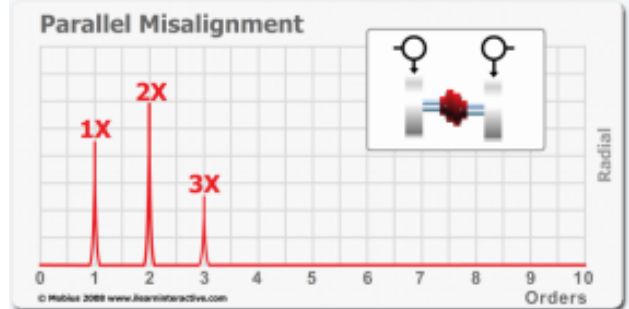 Parallel Misalignment
2X
1X
3X
Radial
0 1 2 3 4 5 6 7 8 9 10
© Mobius 2008 www.ilearninteractive.com
Orders